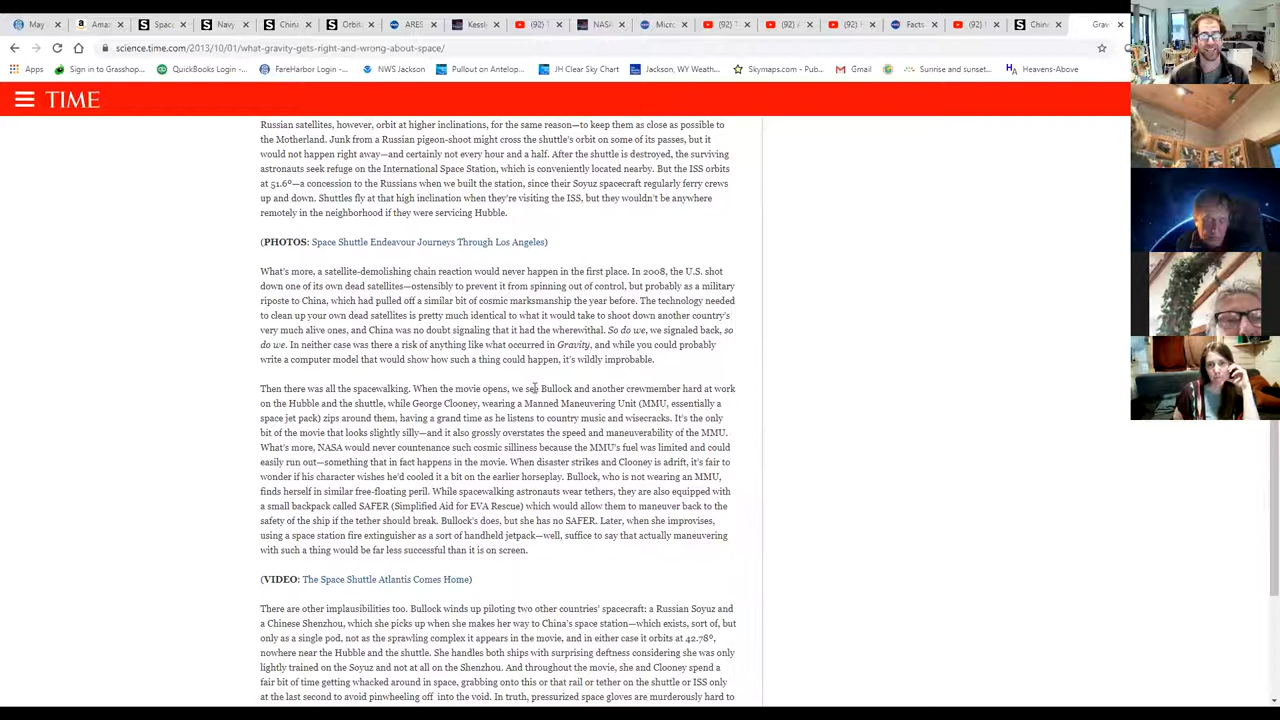 May
Amaz
Spac
Navy
China
Orbit
ARES
Kessl
(92)
NASA
Micro
(92) T
(92) A
(92)
Facts
(92)
China
Grav
science.time.com/2013/10/01/what-gravity-gets-right-and-wrong-about-space/
Apps
Sign in to Grasshop...
QuickBooks Login -...
FareHarbor Login -...
NWS Jackson
Pullout on Antelop...
JH Clear Sky Chart
Jackson, WY Weath...
Skymaps.com - Pub...
Gmail
Sunrise and sunset...
Heavens-Above
TIME
Russian satellites, however, orbit at higher inclinations, for the same reason—to keep them as close as possible to
the Motherland. Junk from a Russian pigeon-shoot might cross the shuttle's orbit on some of its passes, but it
would not happen right away—and certainly not every hour and a half. After the shuttle is destroyed, the surviving
astronauts seek refuge on the International Space Station, which is conveniently located nearby. But the ISS orbits
at 51.6º—a concession to the Russians when we built the station, since their Soyuz spacecraft regularly ferry crews
up and down. Shuttles fly at that high inclination when they're visiting the ISS, but they wouldn't be anywhere
remotely in the neighborhood if they were servicing Hubble.
(PHOTOS: Space Shuttle Endeavour Journeys Through Los Angeles)
What's more, a satellite-demolishing chain reaction would never happen in the first place. In 2008, the U.S. shot
down one of its own dead satellites—ostensibly to prevent it from spinning out of control, but probably as a military
riposte to China, which had pulled off a similar bit of cosmic marksmanship the year before. The technology needed
to clean up your own dead satellites is pretty much identical to what it would take to shoot down another country's
very much alive ones, and China was no doubt signaling that it had the wherewithal. So do we, we signaled back, so
do we. In neither case was there a risk of anything like what occurred in Gravity, and while you could probably
write a computer model that would show how such a thing could happen, it's wildly improbable.
Then there was all the spacewalking. When the movie opens, we see Bullock and another crewmember hard at work
on the Hubble and the shuttle, while George Clooney, wearing a Manned Maneuvering Unit (MMU, essentially a
space jet pack) zips around them, having a grand time as he listens to country music and wisecracks. It's the only
bit of the movie that looks slightly silly—and it also grossly overstates the speed and maneuverability of the MMU.
What's more, NASA would never countenance such cosmic silliness because the MMU's fuel was limited and could
easily run out—something that in fact happens in the movie. When disaster strikes and Clooney is adrift, it's fair to
wonder if his character wishes he'd cooled it a bit on the earlier horseplay. Bullock, who is not wearing an MMU,
finds herself in similar free-floating peril. While spacewalking astronauts wear tethers, they are also equipped with
a small backpack called SAFER (Simplified Aid for EVA Rescue) which would allow them to maneuver back to the
safety of the ship if the tether should break. Bullock's does, but she has no SAFER. Later, when she improvises,
using a space station fire extinguisher as a sort of handheld jetpack—well, suffice to say that actually maneuvering
with such a thing would be far less successful than it is on screen.
(VIDEO: The Space Shuttle Atlantis Comes Home)
There are other implausibilities too. Bullock winds up piloting two other countries' spacecraft: a Russian Soyuz and
a Chinese Shenzhou, which she picks up when she makes her way to China's space station—which exists, sort of, but
only as a single pod, not as the sprawling complex it appears in the movie, and in either case it orbits at 42.78º,
nowhere near the Hubble and the shuttle. She handles both ships with surprising deftness considering she was only
lightly trained on the Soyuz and not at all on the Shenzhou. And throughout the movie, she and Clooney spend a
fair bit of time getting whacked around in space, grabbing onto this or that rail or tether on the shuttle or ISS only
at the last second to avoid pinwheeling off into the void. In truth, pressurized space gloves are murderously hard to